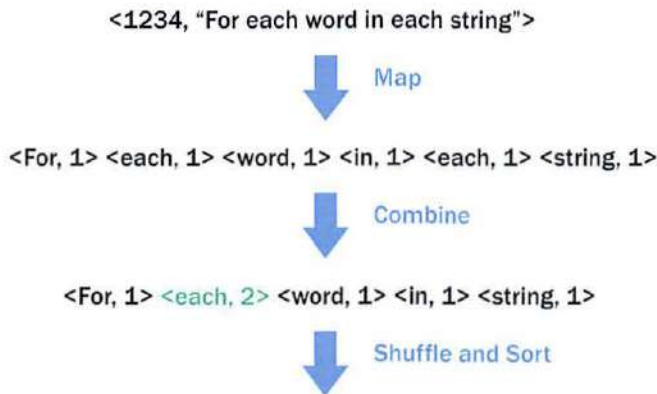 <1234, “For each word in each string”>
Map
<For, 1> <each, 1> <word, 1> <in, 1> <each, 1> <string, 1>
Combine
<For, 1> <each, 2> <word, 1> <in, 1> <string, 1>
Shuffle and Sort